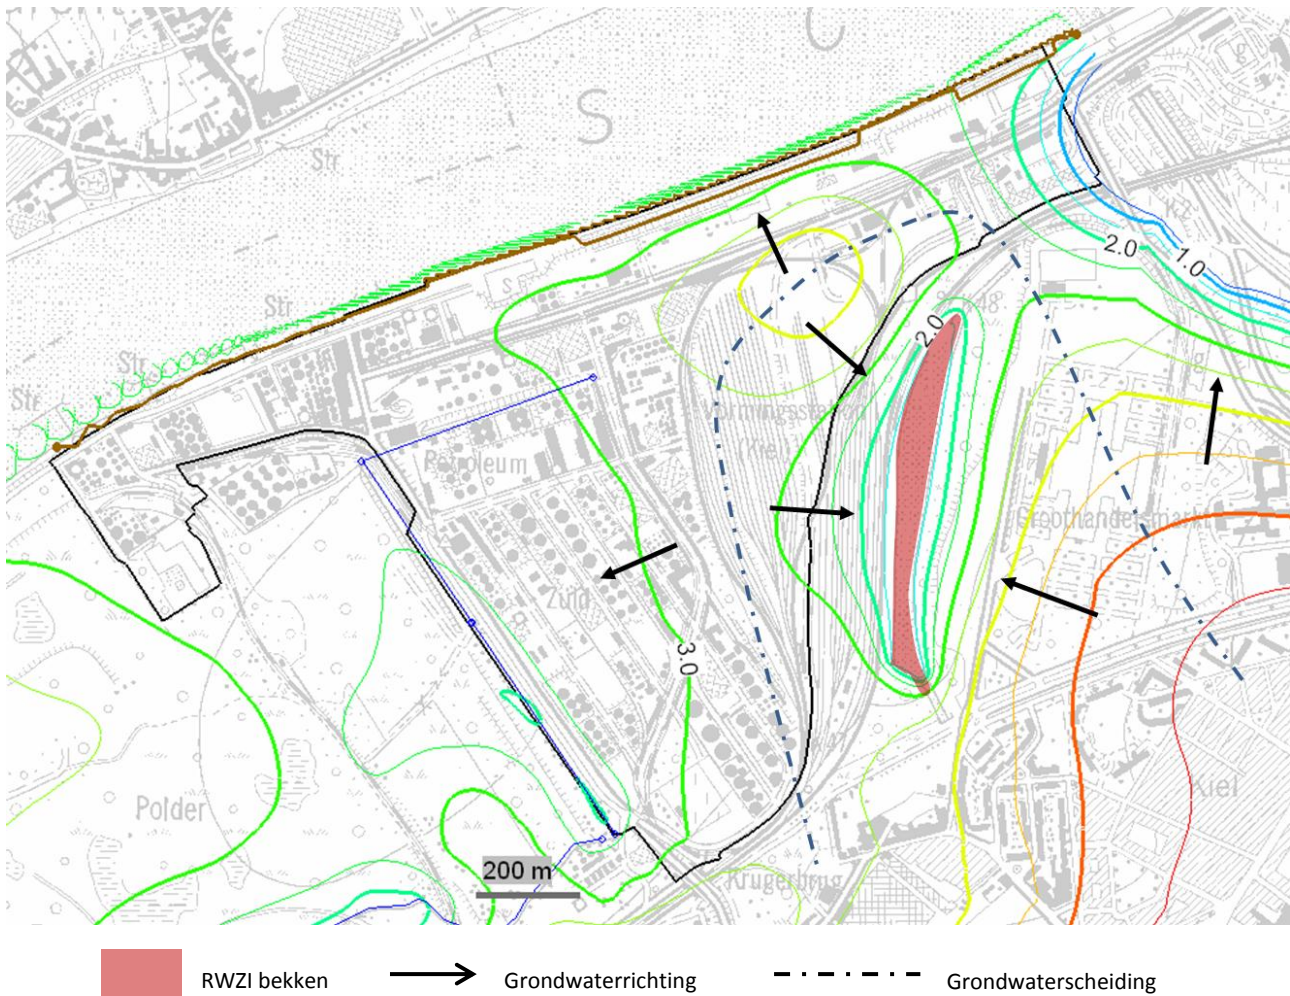 S
Str
Str
Str
Str
2.0
1.0
2.0
Petroleum
Groothandelsmarkt
Zuid
3.0
Polder
Kiel
200 m
Krugerbrug
RWZI bekken
Grondwaterrichting
Grondwaterscheiding